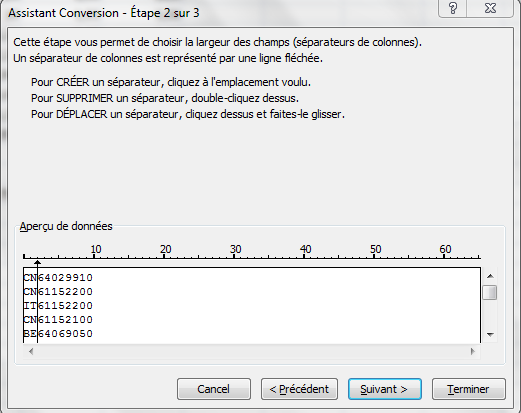 Assistant Conversion - Étape 2 sur 3
Cette étape vous permet de choisir la largeur des champs (séparateurs de colonnes).
Un séparateur de colonnes est représenté par une ligne fléchée.
Pour CRÉER un séparateur, cliquez à l'emplacement voulu.
Pour SUPPRIMER un séparateur, double-cliquez dessus.
Pour DÉPLACER un séparateur, cliquez dessus et faites-le glisser.
Aperçu de données
10 20 30 40 50 60
CN64029910
CN61152200
IT61152200
CN61152100
BE64069050
Cancel < Précédent Suivant > Terminer